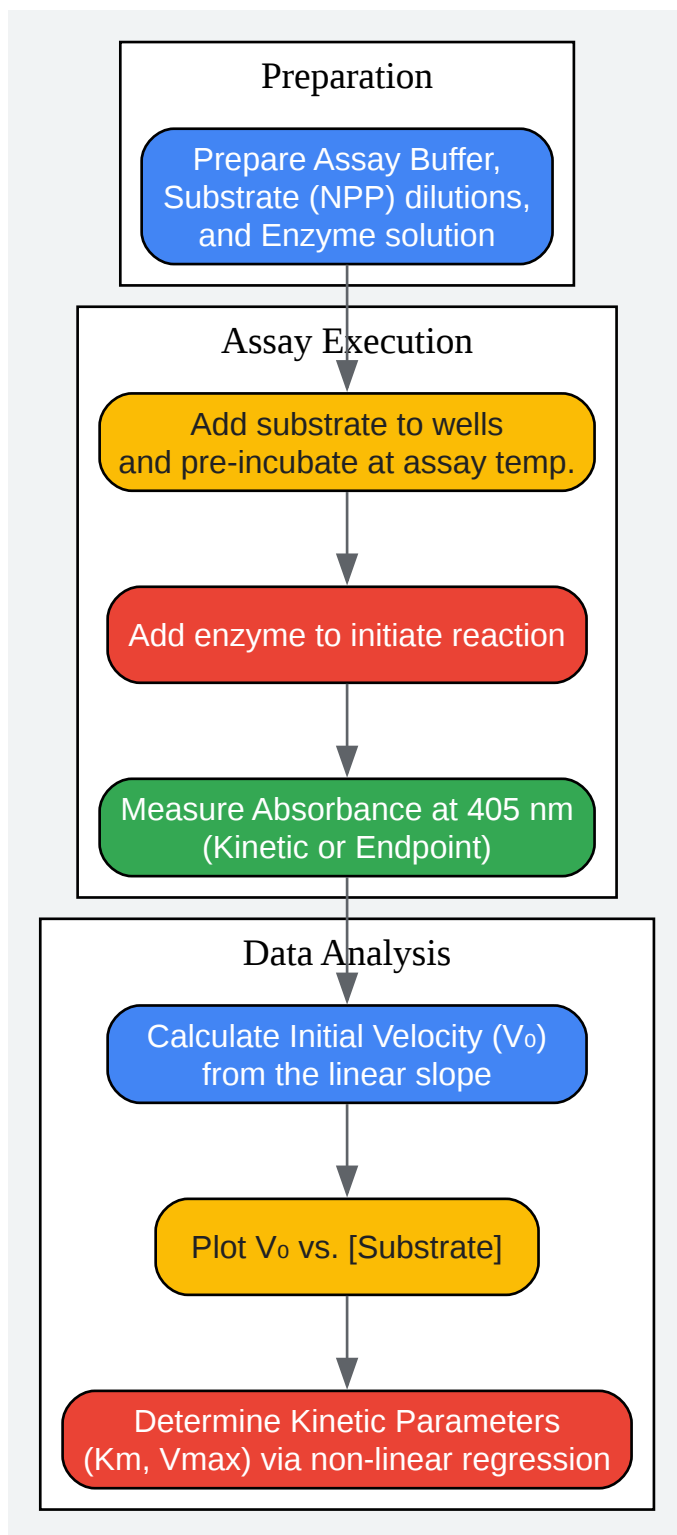 Preparation
Prepare Assay Buffer,
Substrate (NPP) dilutions,
and Enzyme solution
Assay Execution
Add substrate to wells
and pre-incubate at assay temp.
Add enzyme to initiate reaction
Measure Absorbance at 405 nm
(Kinetic or Endpoint)
Data Analysis
Calculate Initial Velocity (V₀)
from the linear slope
Plot V₀ vs. [Substrate]
Determine Kinetic Parameters
(Km, Vmax) via non-linear regression